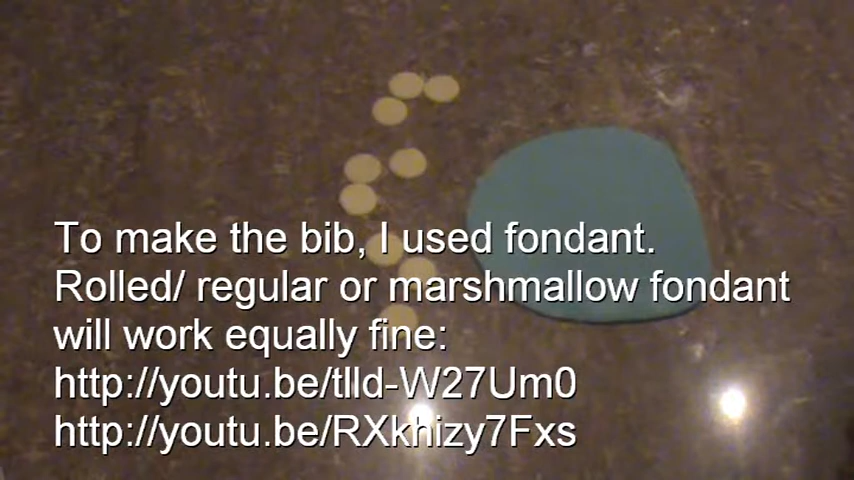 To make the bib, I used fondant.
Rolled/ regular or marshmallow fondant
will work equally fine:
http://youtu.be/tlld-W27Um0
http://youtu.be/RXkhizy7Fxs